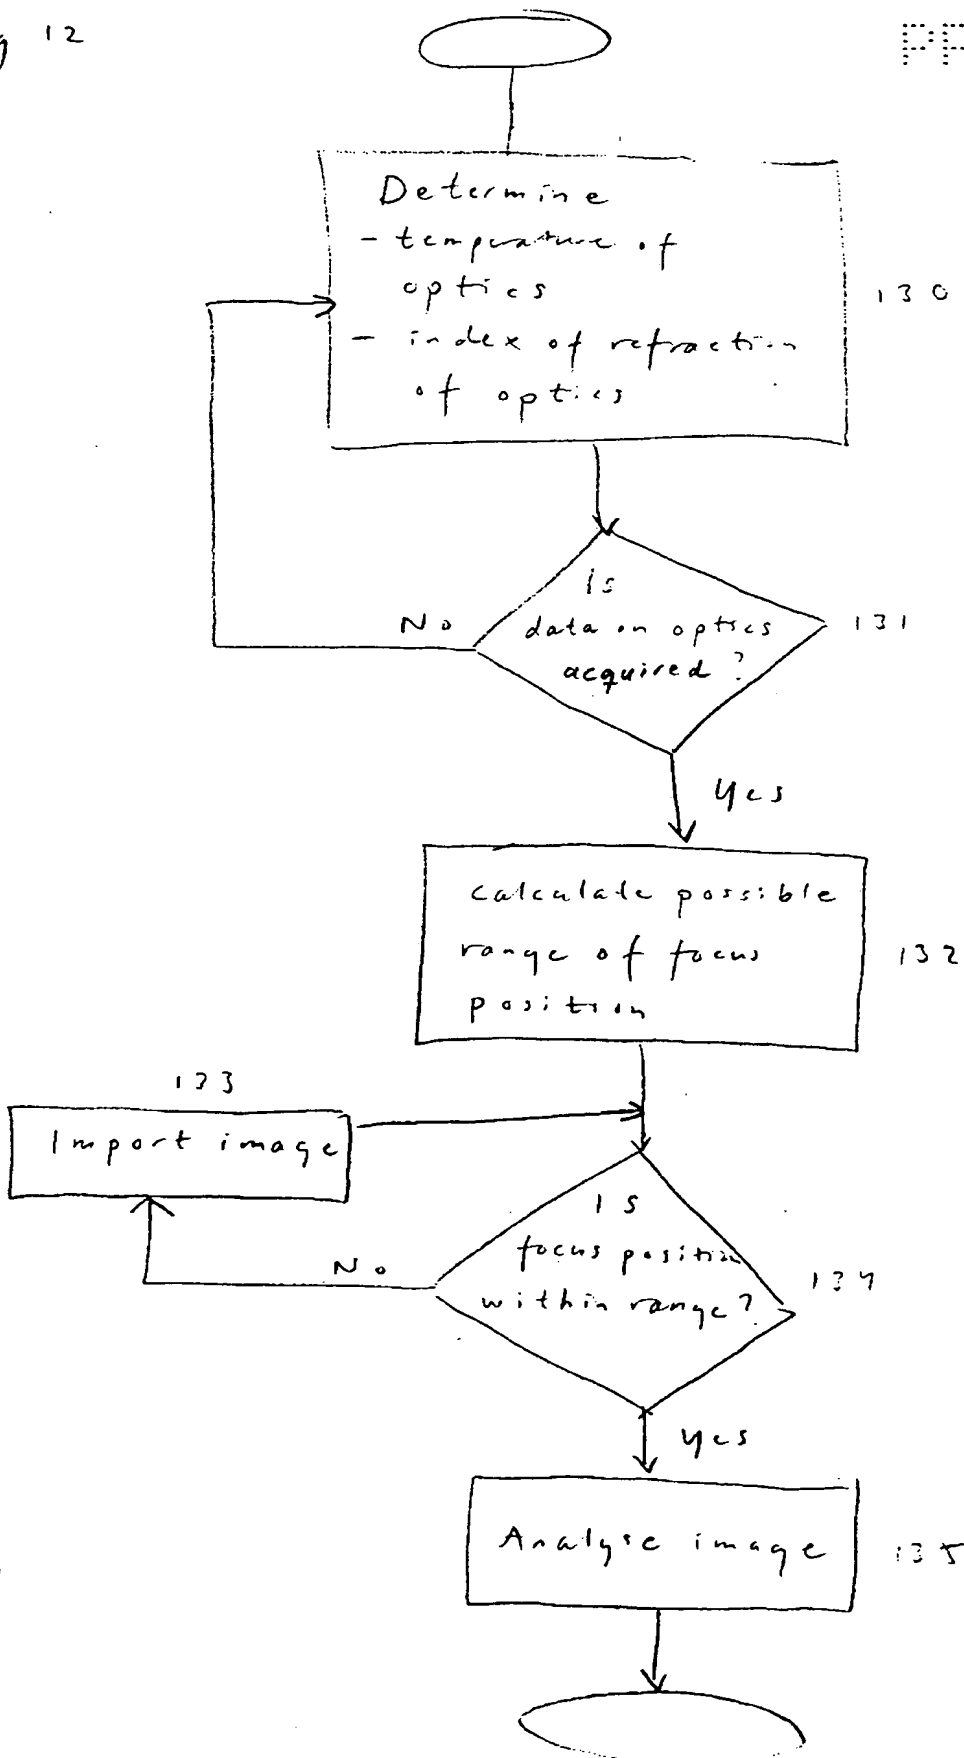 g 12
PP
Determine
- temperature of
optics
- index of refraction
of optics
130
Is
data on optics
acquired?
131
No
Yes
calculate possible
range of focus
position
132
133
Import image
Is
focus position
within range?
134
No
Yes
Analyse image
135